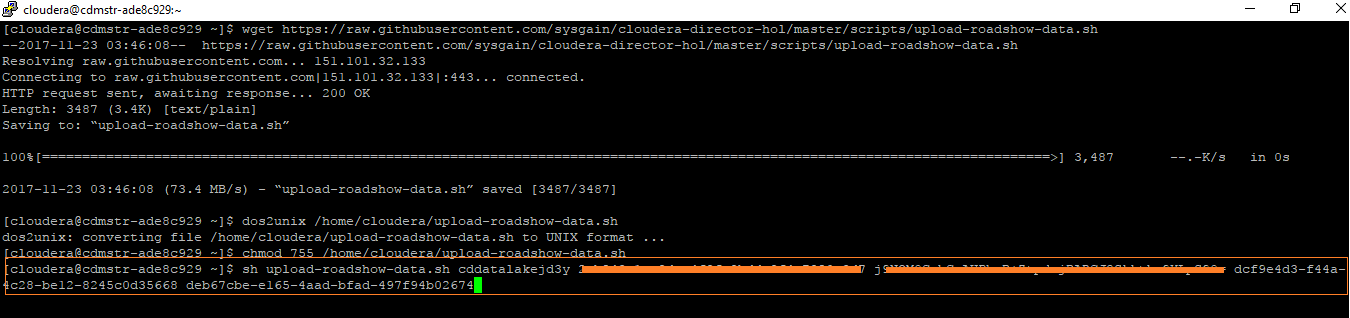 cloudera@cdmstr-ade8c929:~
[cloudera@cdmstr-ade8c929 ~]$ wget https://raw.githubusercontent.com/sysgain/cloudera-director-hol/master/scripts/upload-roadshow-data.sh
--2017-11-23 03:46:08--  https://raw.githubusercontent.com/sysgain/cloudera-director-hol/master/scripts/upload-roadshow-data.sh
Resolving raw.githubusercontent.com... 151.101.32.133
Connecting to raw.githubusercontent.com|151.101.32.133|:443... connected.
HTTP request sent, awaiting response... 200 OK
Length: 3487 (3.4K) [text/plain]
Saving to: “upload-roadshow-data.sh”
100%[==============================================================================================================================>] 3,487       --.-K/s   in 0s
2017-11-23 03:46:08 (73.4 MB/s) - “upload-roadshow-data.sh” saved [3487/3487]
[cloudera@cdmstr-ade8c929 ~]$ dos2unix /home/cloudera/upload-roadshow-data.sh
dos2unix: converting file /home/cloudera/upload-roadshow-data.sh to UNIX format ...
[cloudera@cdmstr-ade8c929 ~]$ chmod 755 /home/cloudera/upload-roadshow-data.sh
[cloudera@cdmstr-ade8c929 ~]$ sh upload-roadshow-data.sh cddatalakejd3y dcf9e4d3-f44a-
4c28-be12-8245c0d35668 deb67cbe-e165-4aad-bfad-497f94b02674